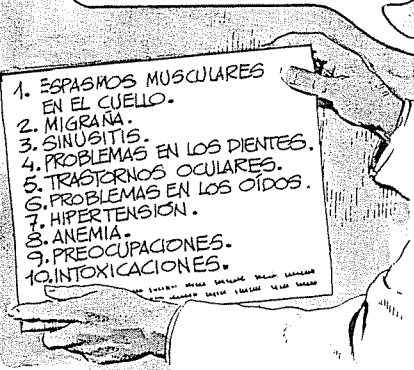 1. ESPASMOS MUSCULARES
EN EL CUELLO.
2. MIGRAÑA.
3. SINUSITIS.
4. PROBLEMAS EN LOS DIENTES.
5. TRASTORNOS OCULARES.
6. PROBLEMAS EN LOS OÍDOS.
7. HIPERTENSIÓN.
8. ANEMIA.
9. PREOCUPACIONES.
10. INTOXICACIONES.